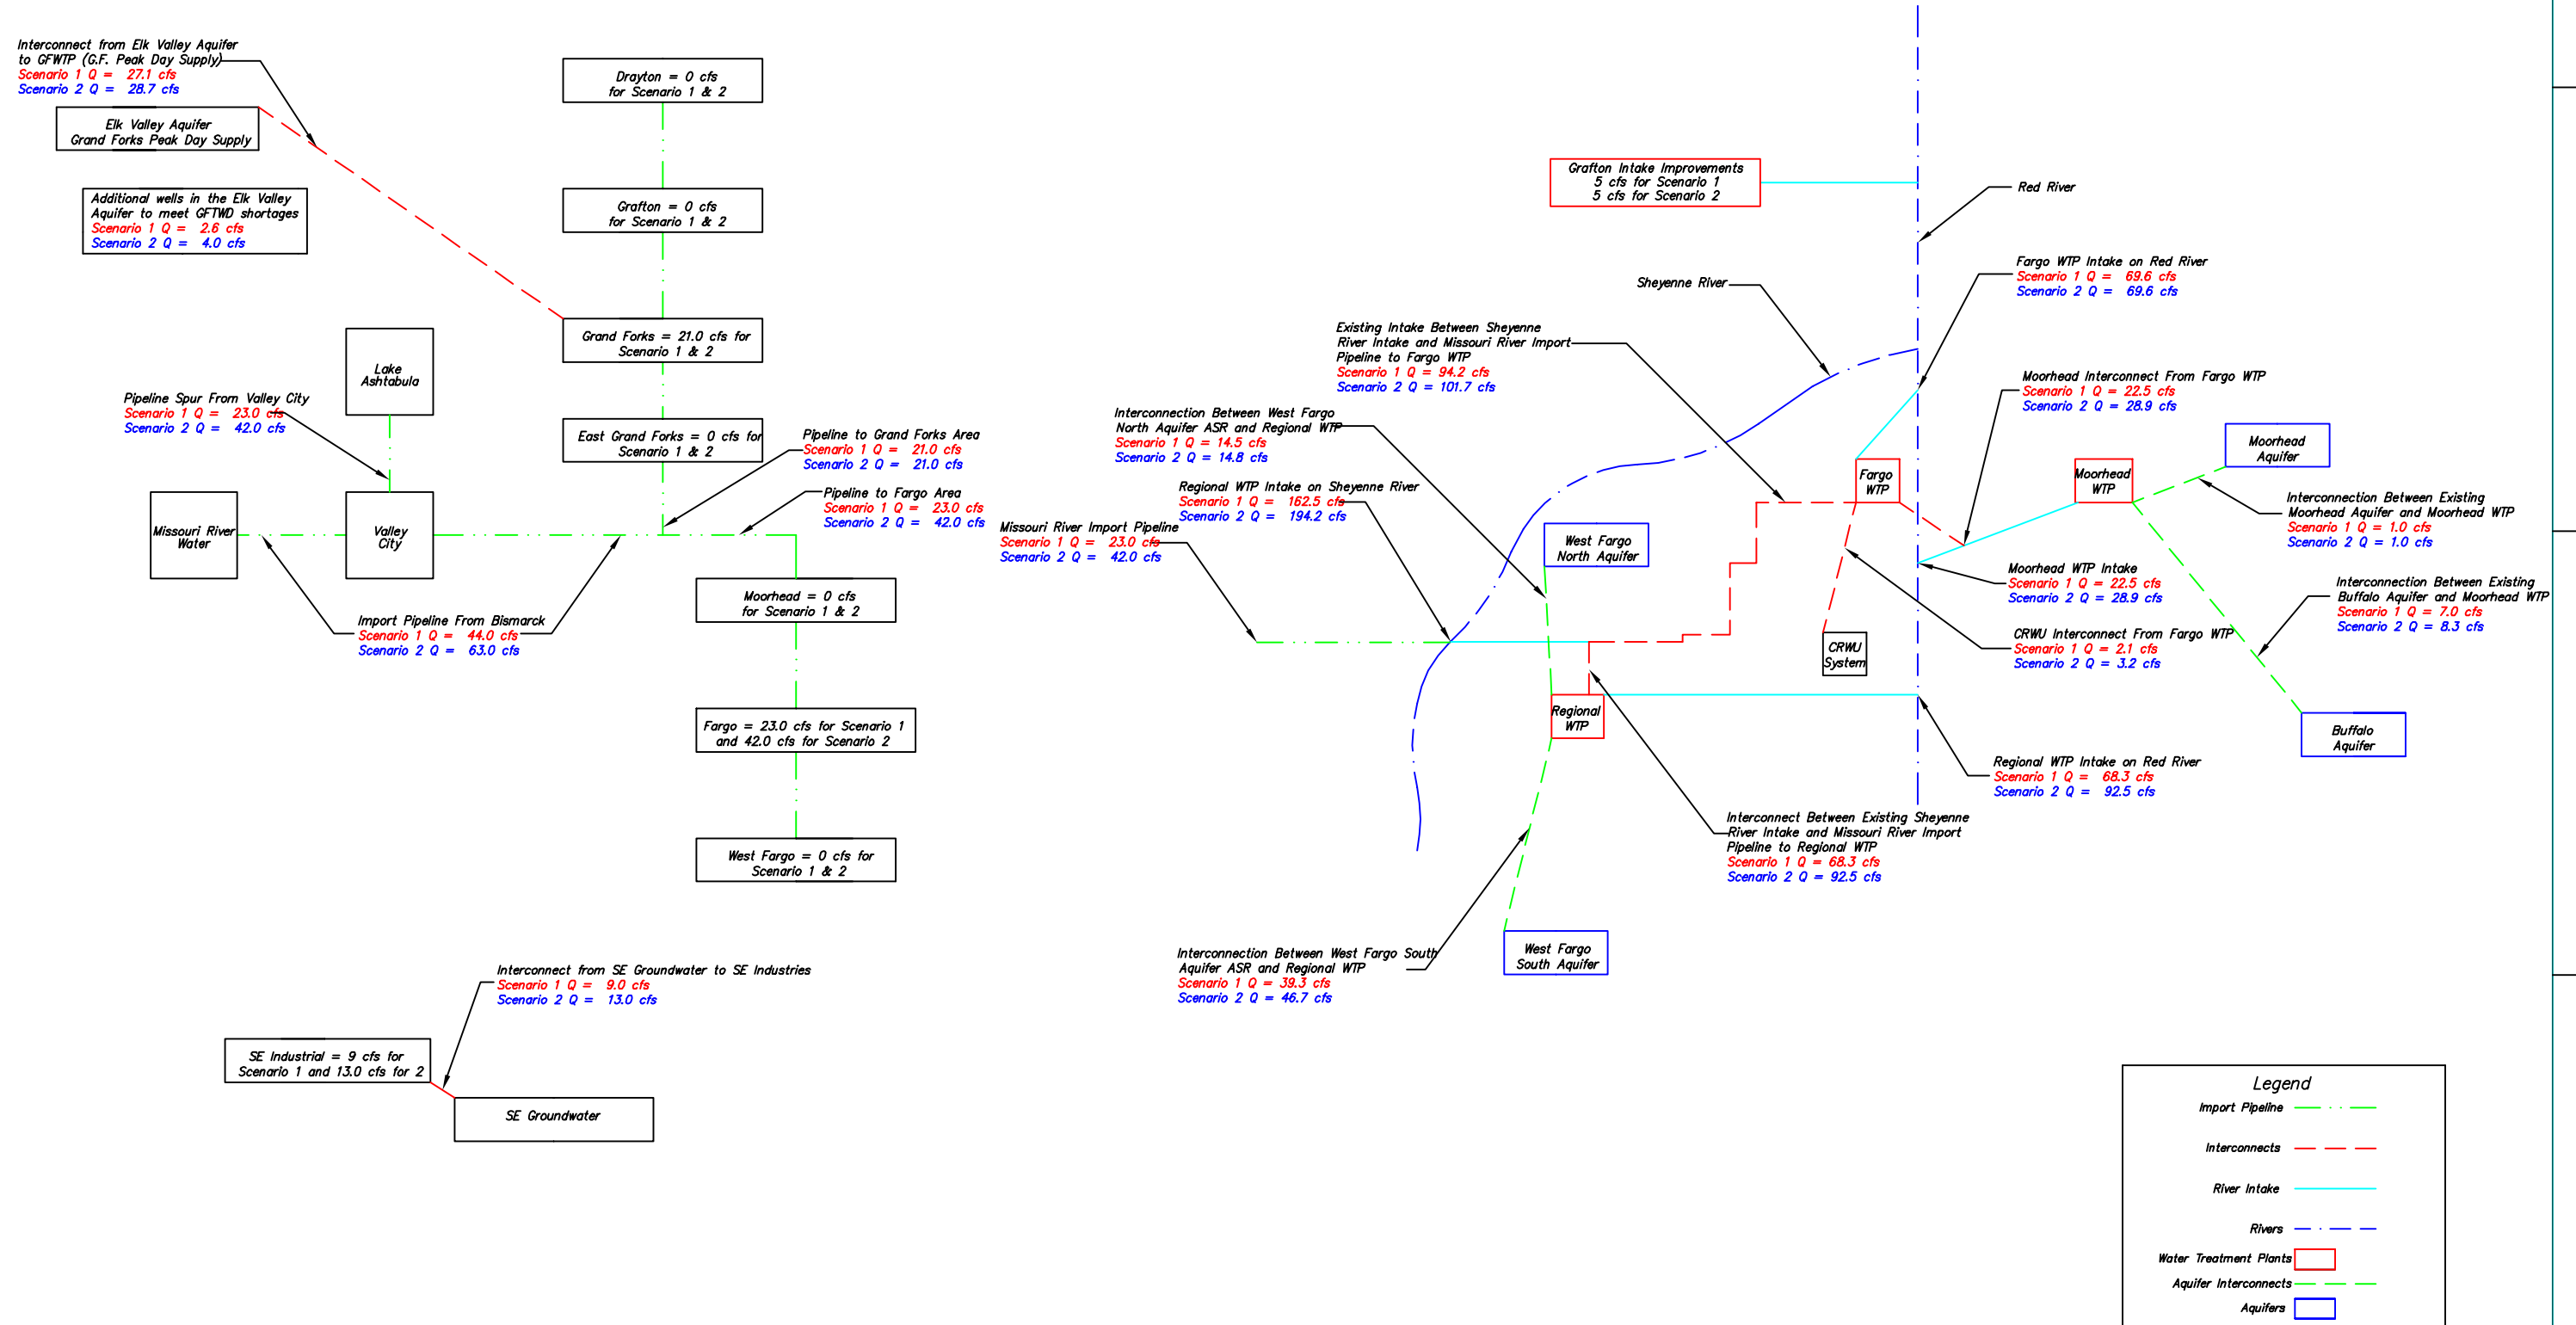 Interconnect from Elk Valley Aquifer
to GFWTP (G.F. Peak Day Supply)
Scenario 1 Q = 27.1 cfs
Scenario 2 Q = 28.7 cfs
Elk Valley Aquifer
Grand Forks Peak Day Supply
Additional wells in the Elk Valley
Aquifer to meet GFTWD shortages
Scenario 1 Q = 2.6 cfs
Scenario 2 Q = 4.0 cfs
Drayton = 0 cfs
for Scenario 1 & 2
Grafton = 0 cfs
for Scenario 1 & 2
Grand Forks = 21.0 cfs for
Scenario 1 & 2
East Grand Forks = 0 cfs for
Scenario 1 & 2
Lake
Ashtabula
Pipeline Spur From Valley City
Scenario 1 Q = 23.0 cfs
Scenario 2 Q = 42.0 cfs
Missouri River
Water
Valley
City
Pipeline to Grand Forks Area
Scenario 1 Q = 21.0 cfs
Scenario 2 Q = 21.0 cfs
Pipeline to Fargo Area
Scenario 1 Q = 23.0 cfs
Scenario 2 Q = 42.0 cfs
Import Pipeline From Bismarck
Scenario 1 Q = 44.0 cfs
Scenario 2 Q = 63.0 cfs
Moorhead = 0 cfs
for Scenario 1 & 2
Fargo = 23.0 cfs for Scenario 1
and 42.0 cfs for Scenario 2
West Fargo = 0 cfs for
Scenario 1 & 2
Interconnect from SE Groundwater to SE Industries
Scenario 1 Q = 9.0 cfs
Scenario 2 Q = 13.0 cfs
SE Industrial = 9 cfs for
Scenario 1 and 13.0 cfs for 2
SE Groundwater
Grafton Intake Improvements
5 cfs for Scenario 1
5 cfs for Scenario 2
Red River
Sheyenne River
Fargo WTP Intake on Red River
Scenario 1 Q = 69.6 cfs
Scenario 2 Q = 69.6 cfs
Existing Intake Between Sheyenne
River Intake and Missouri River Import
Pipeline to Fargo WTP
Scenario 1 Q = 94.2 cfs
Scenario 2 Q = 101.7 cfs
Moorhead Interconnect From Fargo WTP
Scenario 1 Q = 22.5 cfs
Scenario 2 Q = 28.9 cfs
Interconnection Between West Fargo
North Aquifer ASR and Regional WTP
Scenario 1 Q = 14.5 cfs
Scenario 2 Q = 14.8 cfs
Regional WTP Intake on Sheyenne River
Scenario 1 Q = 162.5 cfs
Scenario 2 Q = 194.2 cfs
Missouri River Import Pipeline
Scenario 1 Q = 23.0 cfs
Scenario 2 Q = 42.0 cfs
West Fargo
North Aquifer
Fargo
WTP
Moorhead
WTP
Moorhead
Aquifer
Interconnection Between Existing
Moorhead Aquifer and Moorhead WTP
Scenario 1 Q = 1.0 cfs
Scenario 2 Q = 1.0 cfs
Moorhead WTP Intake
Scenario 1 Q = 22.5 cfs
Scenario 2 Q = 28.9 cfs
Interconnection Between Existing
Buffalo Aquifer and Moorhead WTP
Scenario 1 Q = 7.0 cfs
Scenario 2 Q = 8.3 cfs
CRWU Interconnect From Fargo WTP
Scenario 1 Q = 2.1 cfs
Scenario 2 Q = 3.2 cfs
CRWU
System
Regional
WTP
Buffalo
Aquifer
Regional WTP Intake on Red River
Scenario 1 Q = 68.3 cfs
Scenario 2 Q = 92.5 cfs
Interconnect Between Existing Sheyenne
River Intake and Missouri River Import
Pipeline to Regional WTP
Scenario 1 Q = 68.3 cfs
Scenario 2 Q = 92.5 cfs
Interconnection Between West Fargo South
Aquifer ASR and Regional WTP
Scenario 1 Q = 39.3 cfs
Scenario 2 Q = 46.7 cfs
West Fargo
South Aquifer
Legend
Import Pipeline
Interconnects
River Intake
Rivers
Water Treatment Plants
Aquifer Interconnects
Aquifers